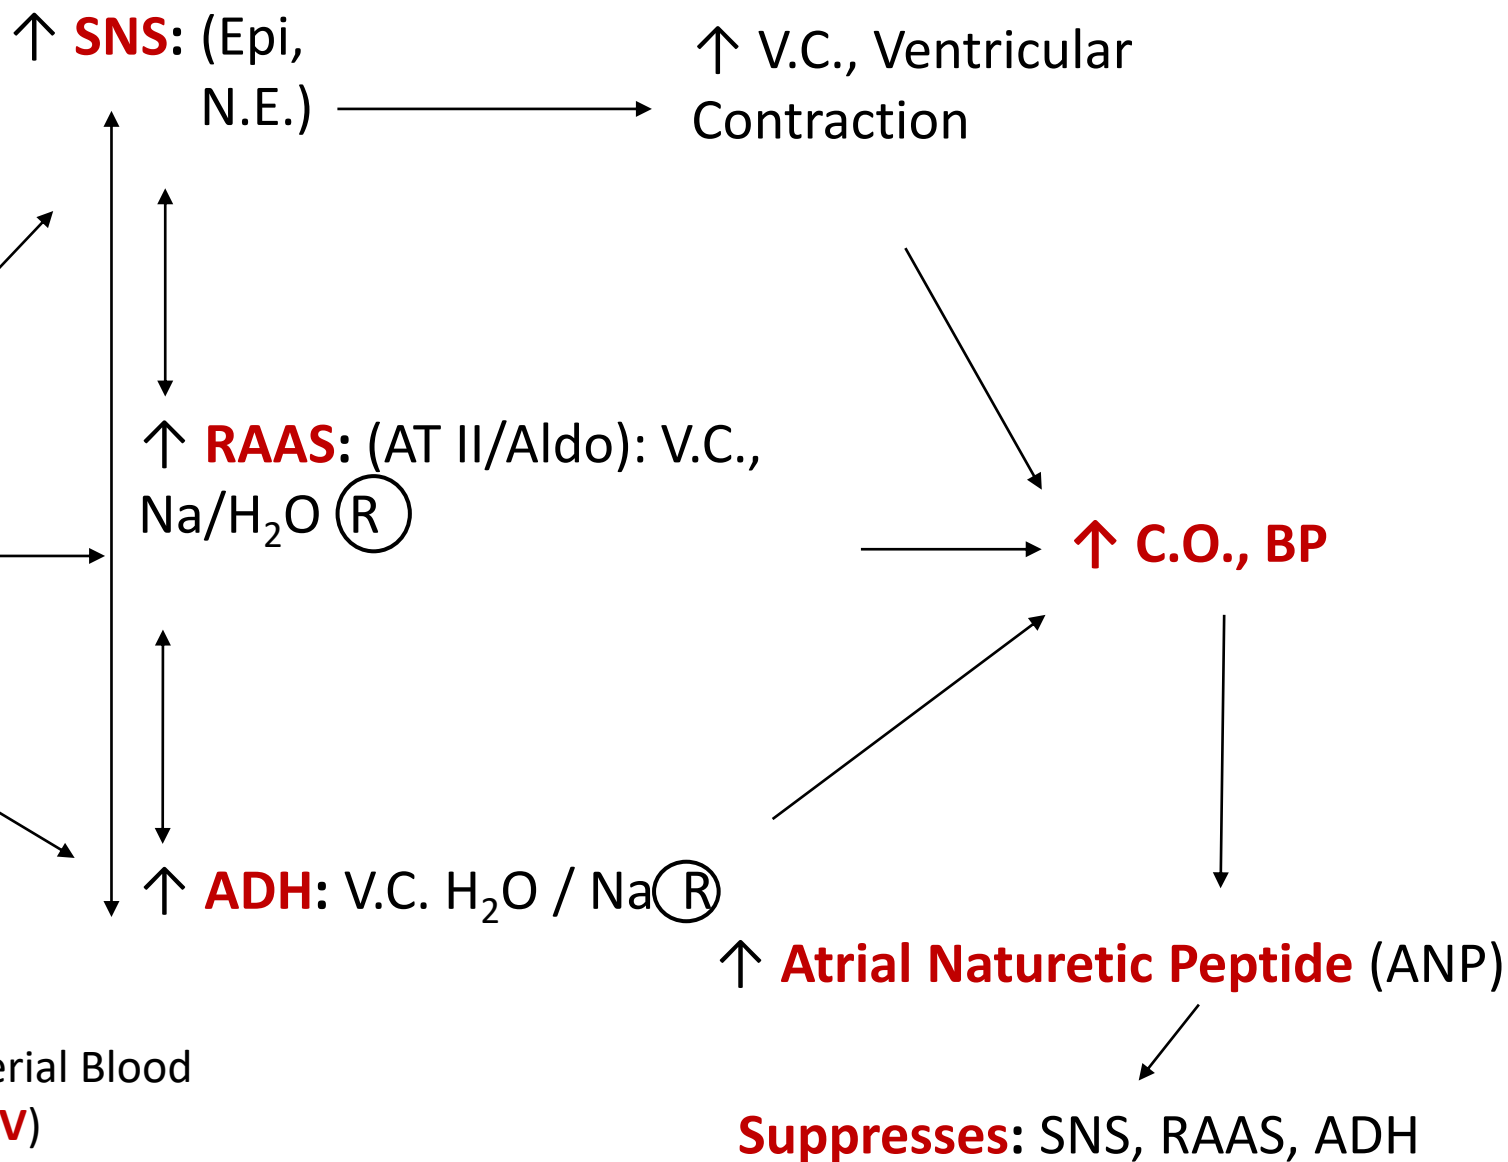 ↑ SNS: (Epi,
N.E.)
↑ V.C., Ventricular
Contraction
↑ RAAS: (AT II/Aldo): V.C.,
Na/H₂O R
↑ C.O., BP
↑ ADH: V.C. H₂O / Na R
↑ Atrial Naturetic Peptide (ANP)
erial Blood
V)
Suppresses: SNS, RAAS, ADH